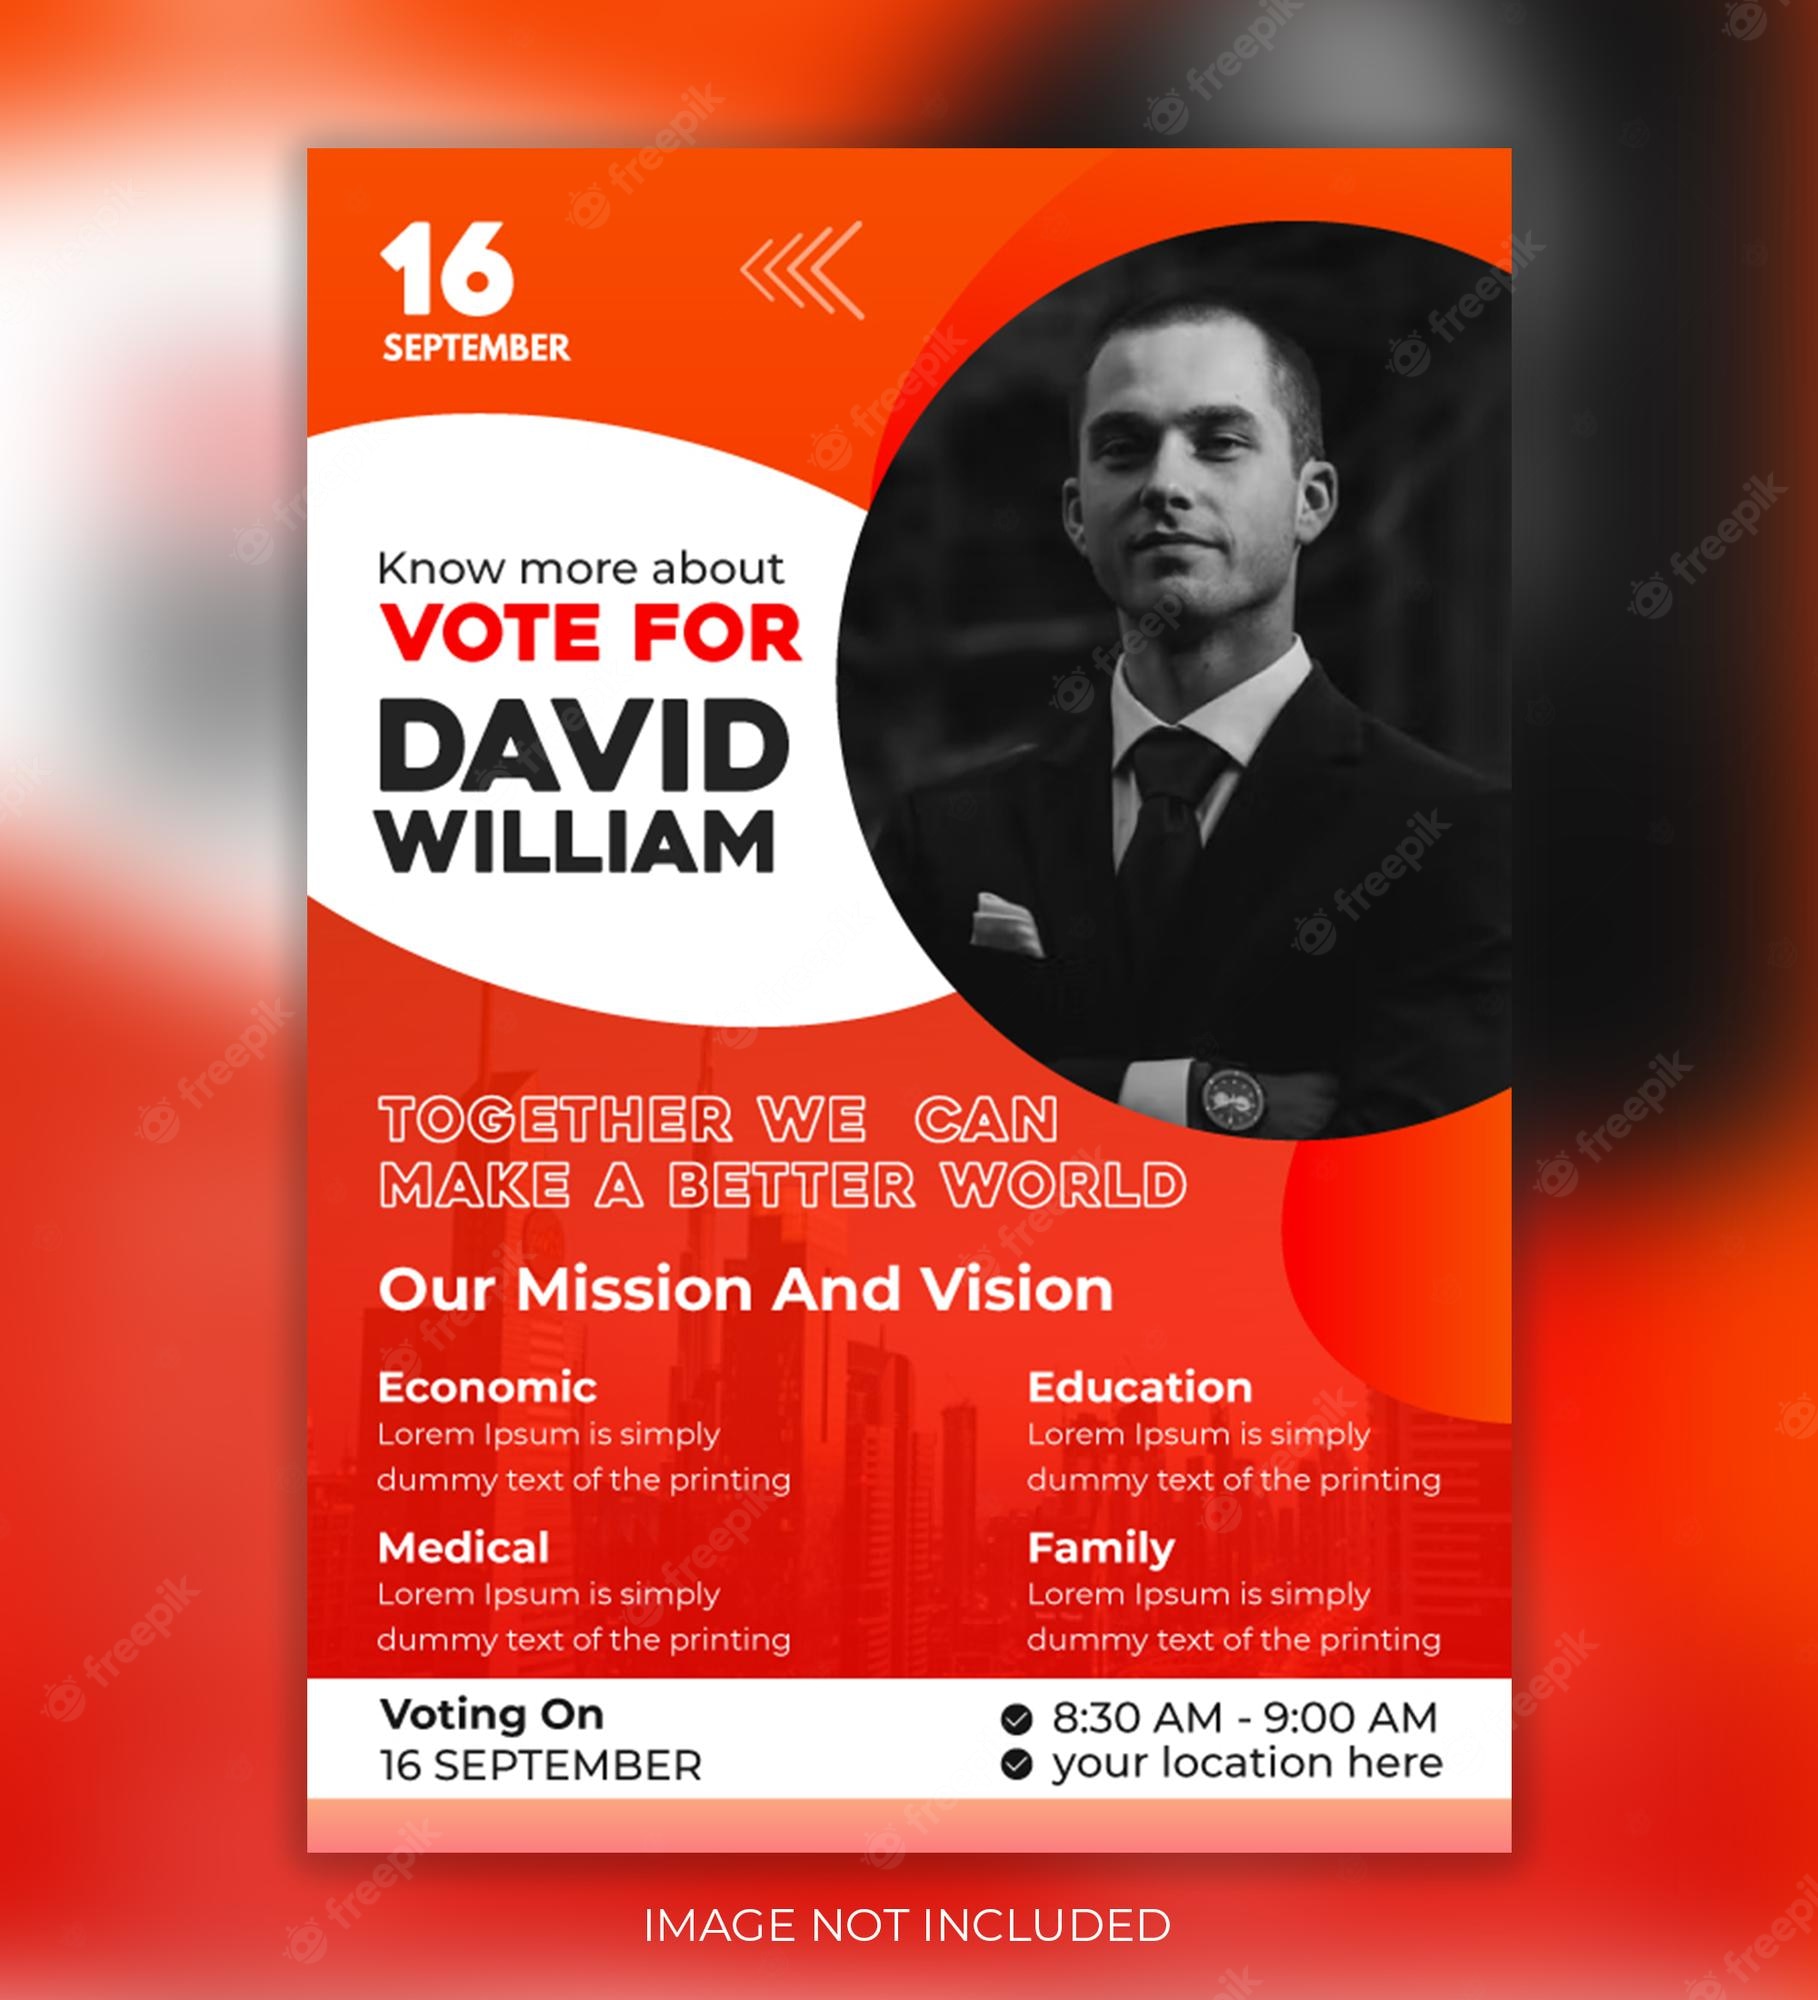 16
SEPTEMBER
Know more about
VOTE FOR
DAVID
WILLIAM
TOGETHER WE CAN
MAKE A BETTER WORLD
Our Mission And Vision
Economic
Lorem Ipsum is simply
dummy text of the printing
Education
Lorem Ipsum is simply
dummy text of the printing
Medical
Lorem Ipsum is simply
dummy text of the printing
Family
Lorem Ipsum is simply
dummy text of the printing
Voting On
16 SEPTEMBER
8:30 AM - 9:00 AM
your location here
IMAGE NOT INCLUDED
freepik